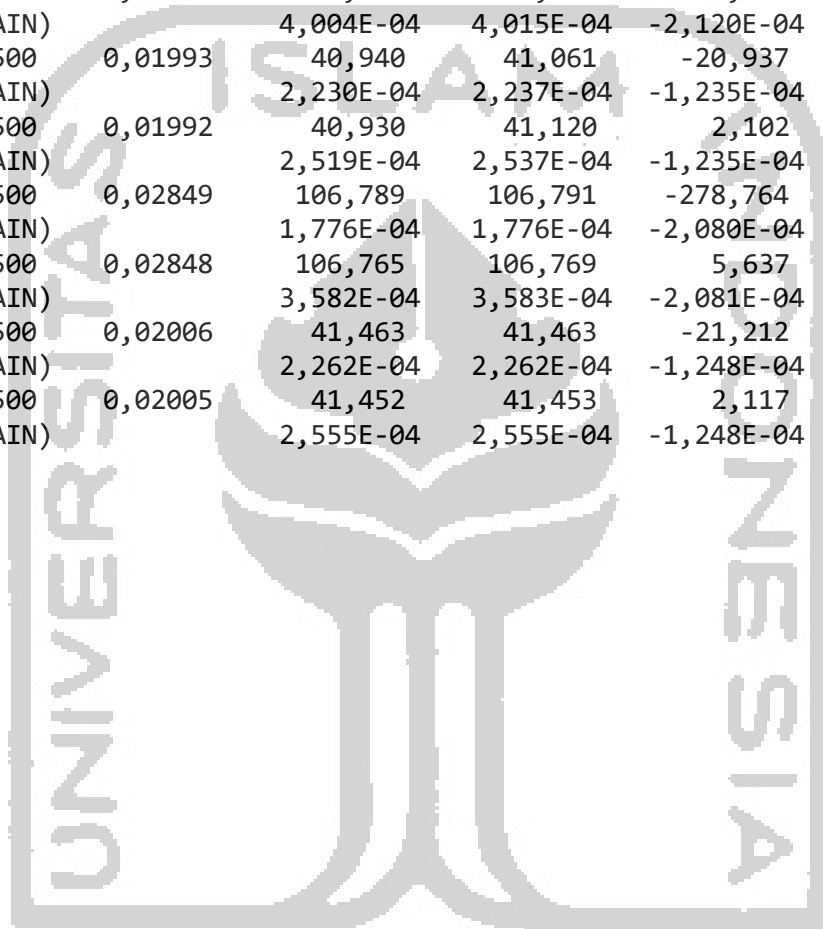 AIN) 4,004E-04 4,015E-04 -2,120E-04
500 0,01993 40,940 41,061 -20,937
AIN) 2,230E-04 2,237E-04 -1,235E-04
500 0,01992 40,930 41,120 2,102
AIN) 2,519E-04 2,537E-04 -1,235E-04
500 0,02849 106,789 106,791 -278,764
AIN) 1,776E-04 1,776E-04 -2,080E-04
500 0,02848 106,765 106,769 5,637
AIN) 3,582E-04 3,583E-04 -2,081E-04
500 0,02006 41,463 41,463 -21,212
AIN) 2,262E-04 2,262E-04 -1,248E-04
500 0,02005 41,452 41,453 2,117
AIN) 2,555E-04 2,555E-04 -1,248E-04
UNIVERSITAS
ISLAM
INDONESIA